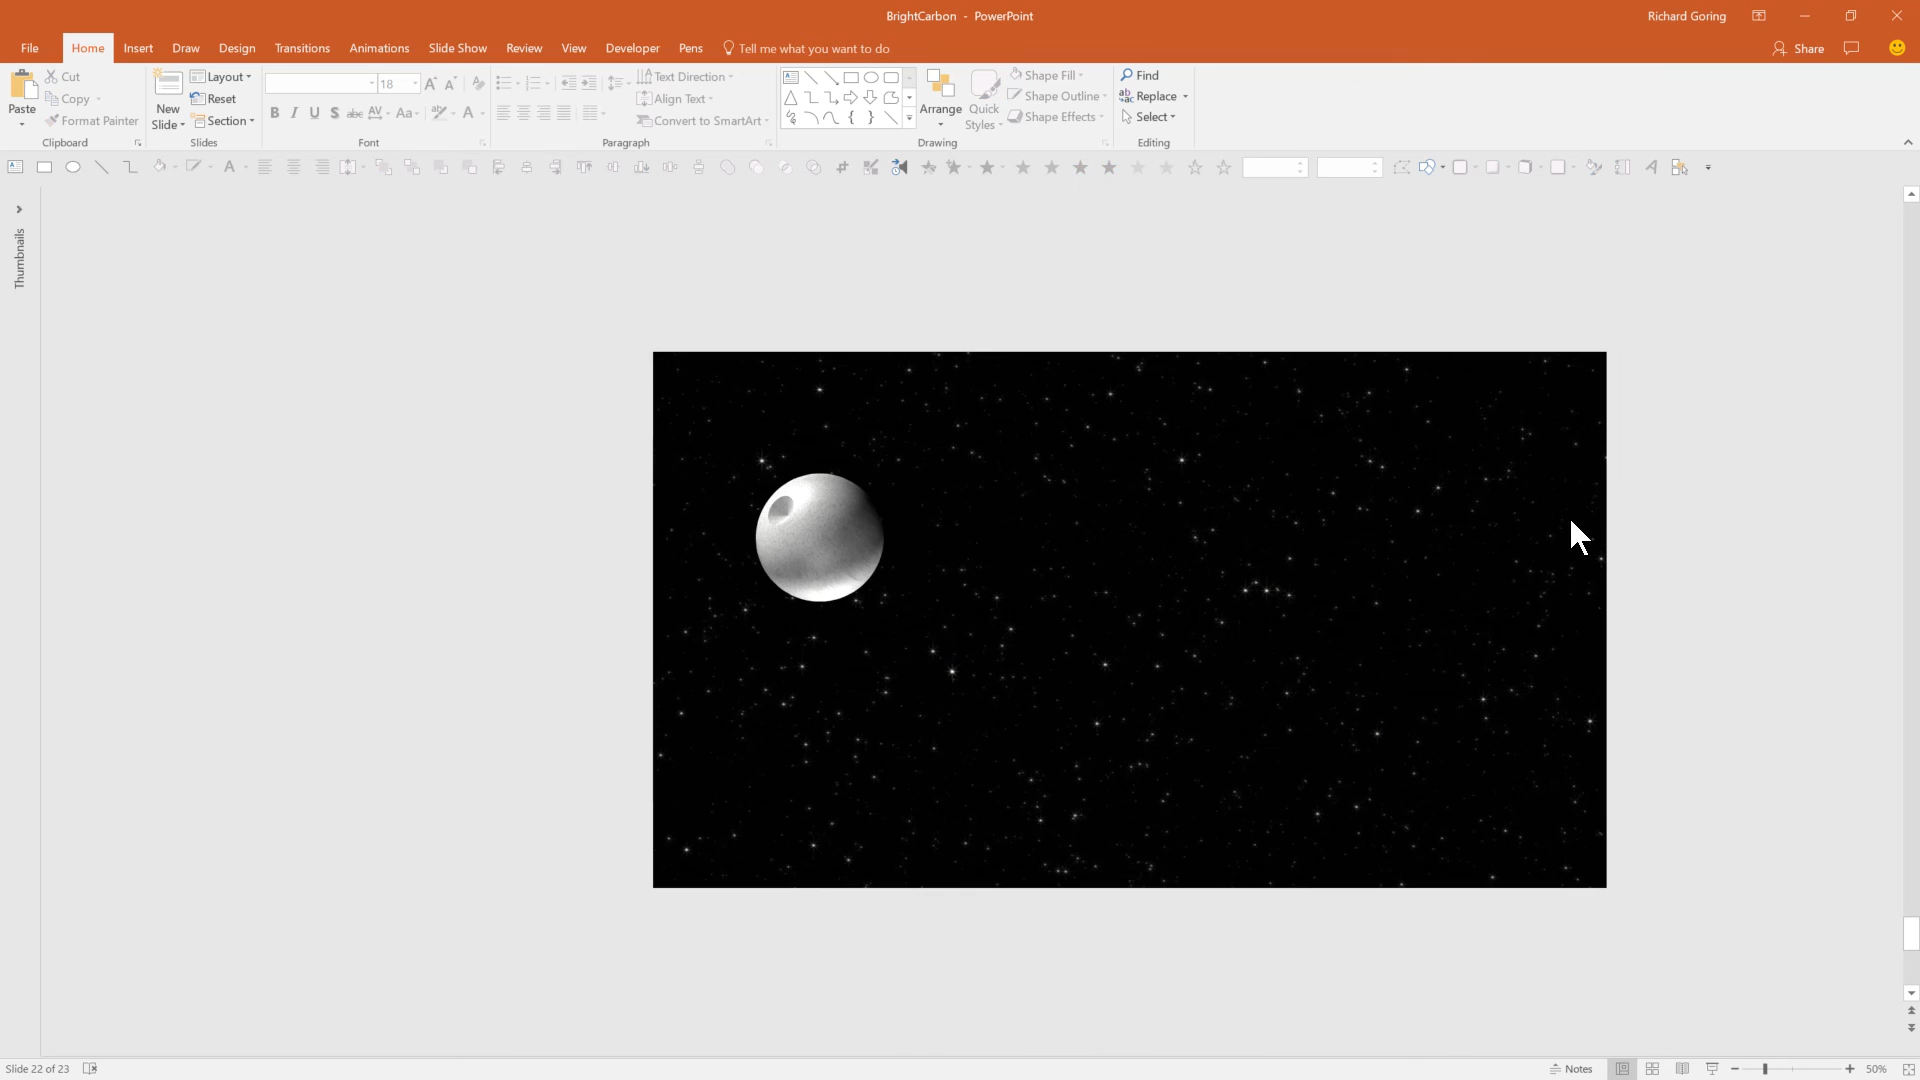 BrightCarbon - PowerPoint
Richard Goring
File Home Insert Draw Design Transitions Animations Slide Show Review View Developer Pens Tell me what you want to do
Share
Paste
Cut
Copy
Format Painter
Clipboard
New
Slide
Layout
Reset
Section
Slides
18
B I U S abc AV Aa A
Font
Text Direction
Align Text
Convert to SmartArt
Paragraph
Arrange
Quick
Styles
Shape Fill
Shape Outline
Shape Effects
Drawing
Find
Replace
Select
Editing
Thumbnails
Slide 22 of 23
Notes
50%